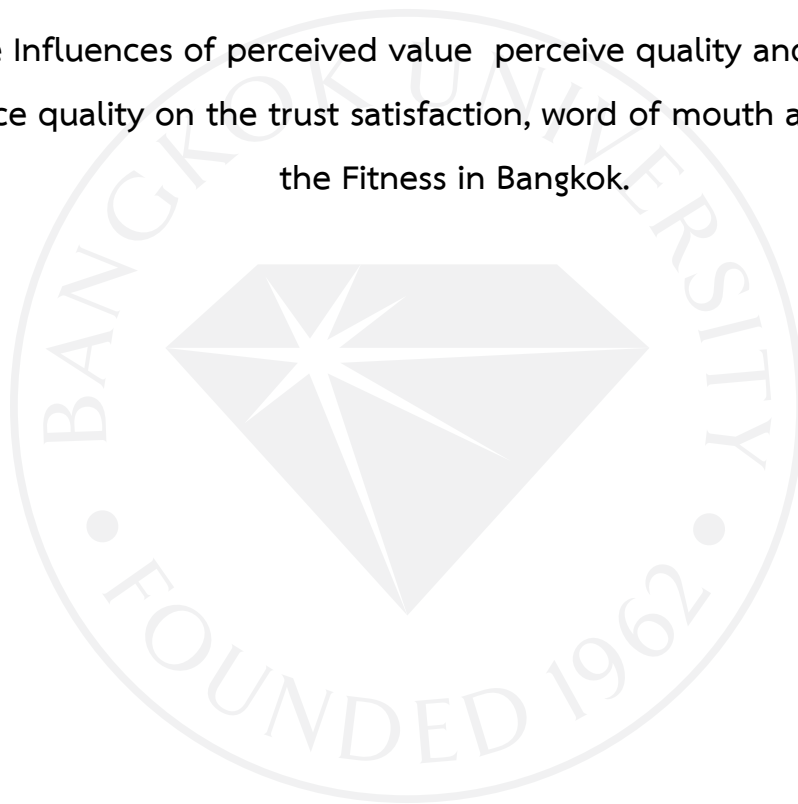 Influences of perceived value perceive quality and
quality on the trust satisfaction, word of mouth
the Fitness in Bangkok.
BANGKOK UNIVERSITY
FOUNDED 1962